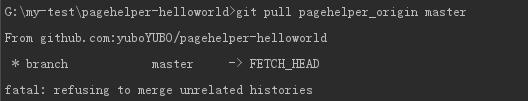 G:\my-test\pagehelper-helloworld>git pull pagehelper_origin master
From github.com:yuboYUBO/pagehelper-helloworld
 * branch            master     -> FETCH_HEAD
fatal: refusing to merge unrelated histories